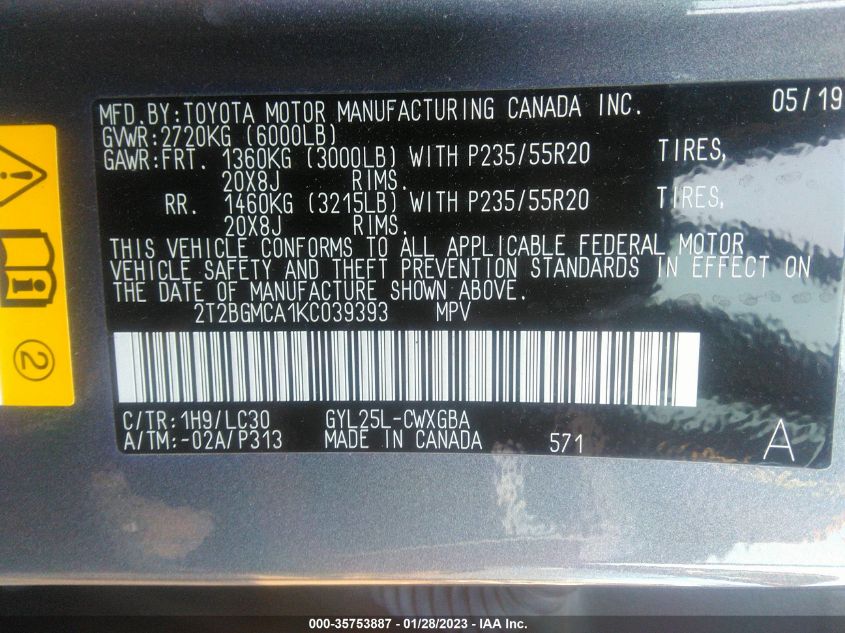 MFD.BY:TOYOTA MOTOR MANUFACTURING CANADA INC. 05/19
GVWR:2720KG (6000LB)
GAWR:FRT. 1360KG (3000LB) WITH P235/55R20 TIRES,
20X8J RIMS.
RR. 1460KG (3215LB) WITH P235/55R20 TIRES,
20X8J RIMS.
THIS VEHICLE CONFORMS TO ALL APPLICABLE FEDERAL MOTOR
VEHICLE SAFETY AND THEFT PREVENTION STANDARDS IN EFFECT ON
THE DATE OF MANUFACTURE SHOWN ABOVE.
2T2BGMCA1KC039393 MPV
C/TR:1H9/LC30 GYL25L-CWXGBA
A/TM:-02A/P313 MADE IN CANADA 571 A
2
000-35753887 — 01/28/2023 - IAA Inc.